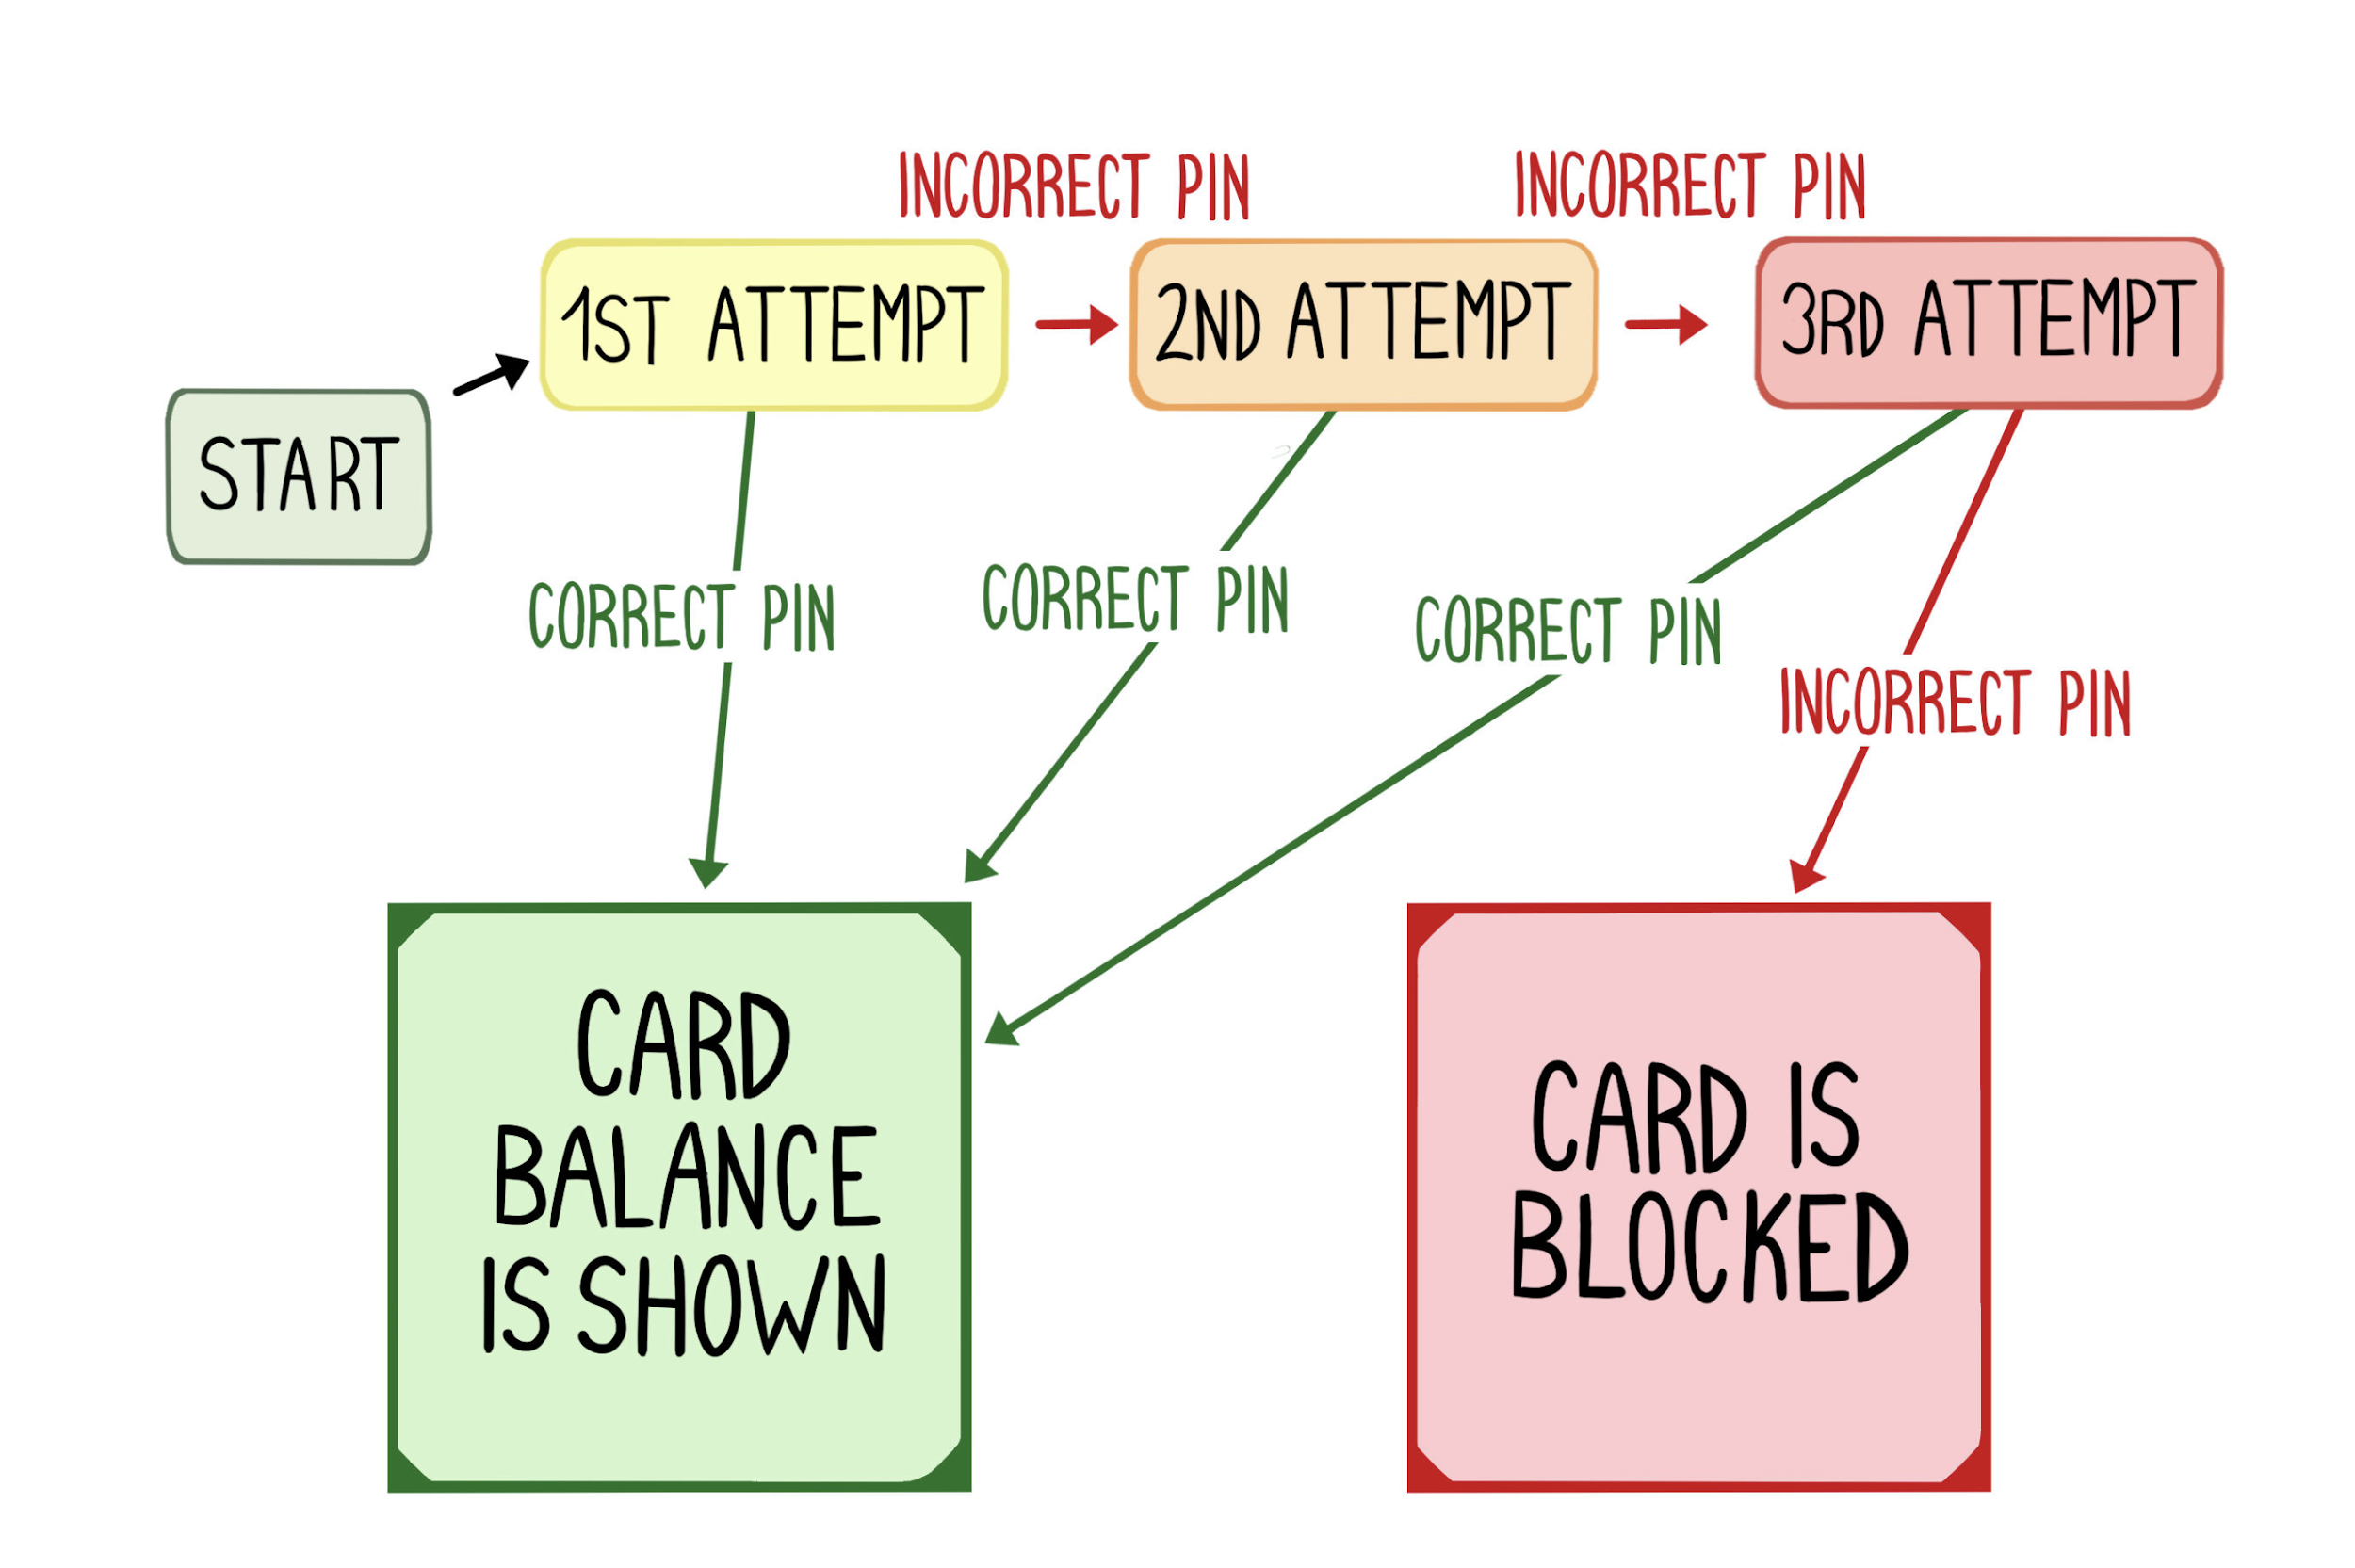 INCORRECT PIN
INCORRECT PIN
1ST ATTEMPT
2ND ATTEMPT
3RD ATTEMPT
START
CORRECT PIN
CORRECT PIN
CORRECT PIN
INCORRECT PIN
CARD
BALANCE
IS SHOWN
CARD IS
BLOCKED